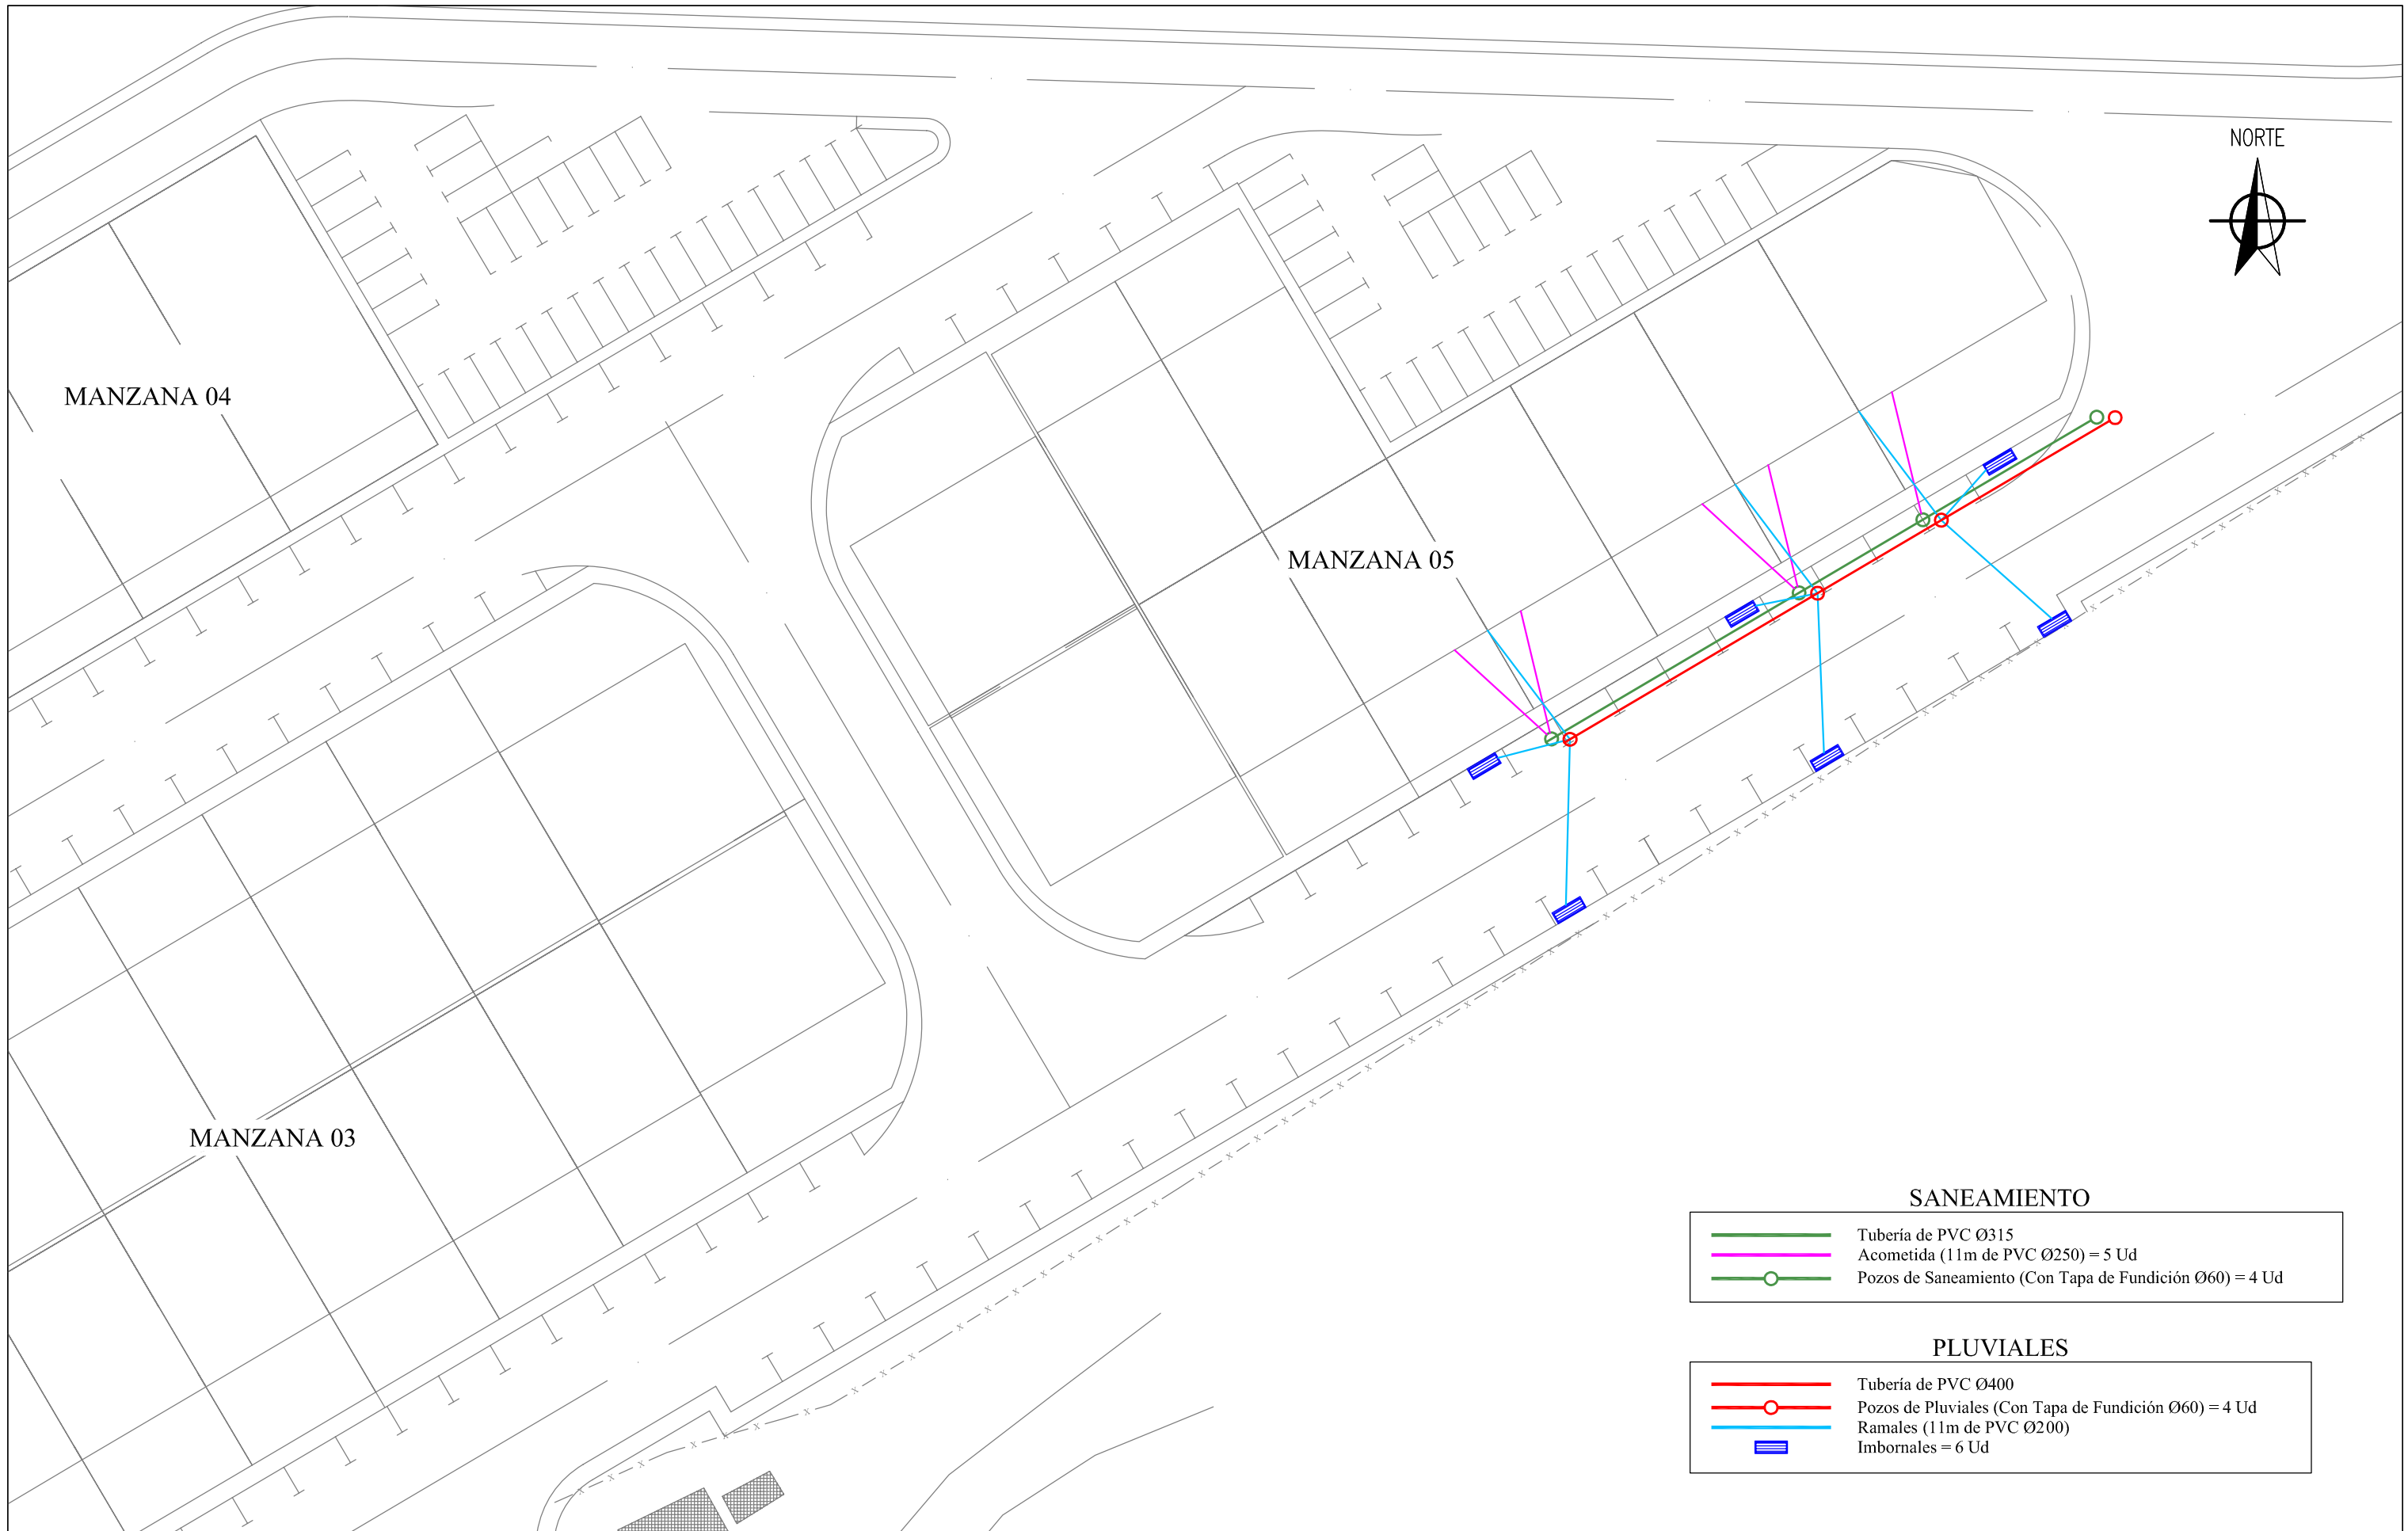 NORTE
MANZANA 04
MANZANA 05
MANZANA 03
SANEAMIENTO
Tubería de PVC Ø315
Acometida (11m de PVC Ø250) = 5 Ud
Pozos de Saneamiento (Con Tapa de Fundición Ø60) = 4 Ud
PLUVIALES
Tubería de PVC Ø400
Pozos de Pluviales (Con Tapa de Fundición Ø60) = 4 Ud
Ramales (11m de PVC Ø200)
Imbornales = 6 Ud